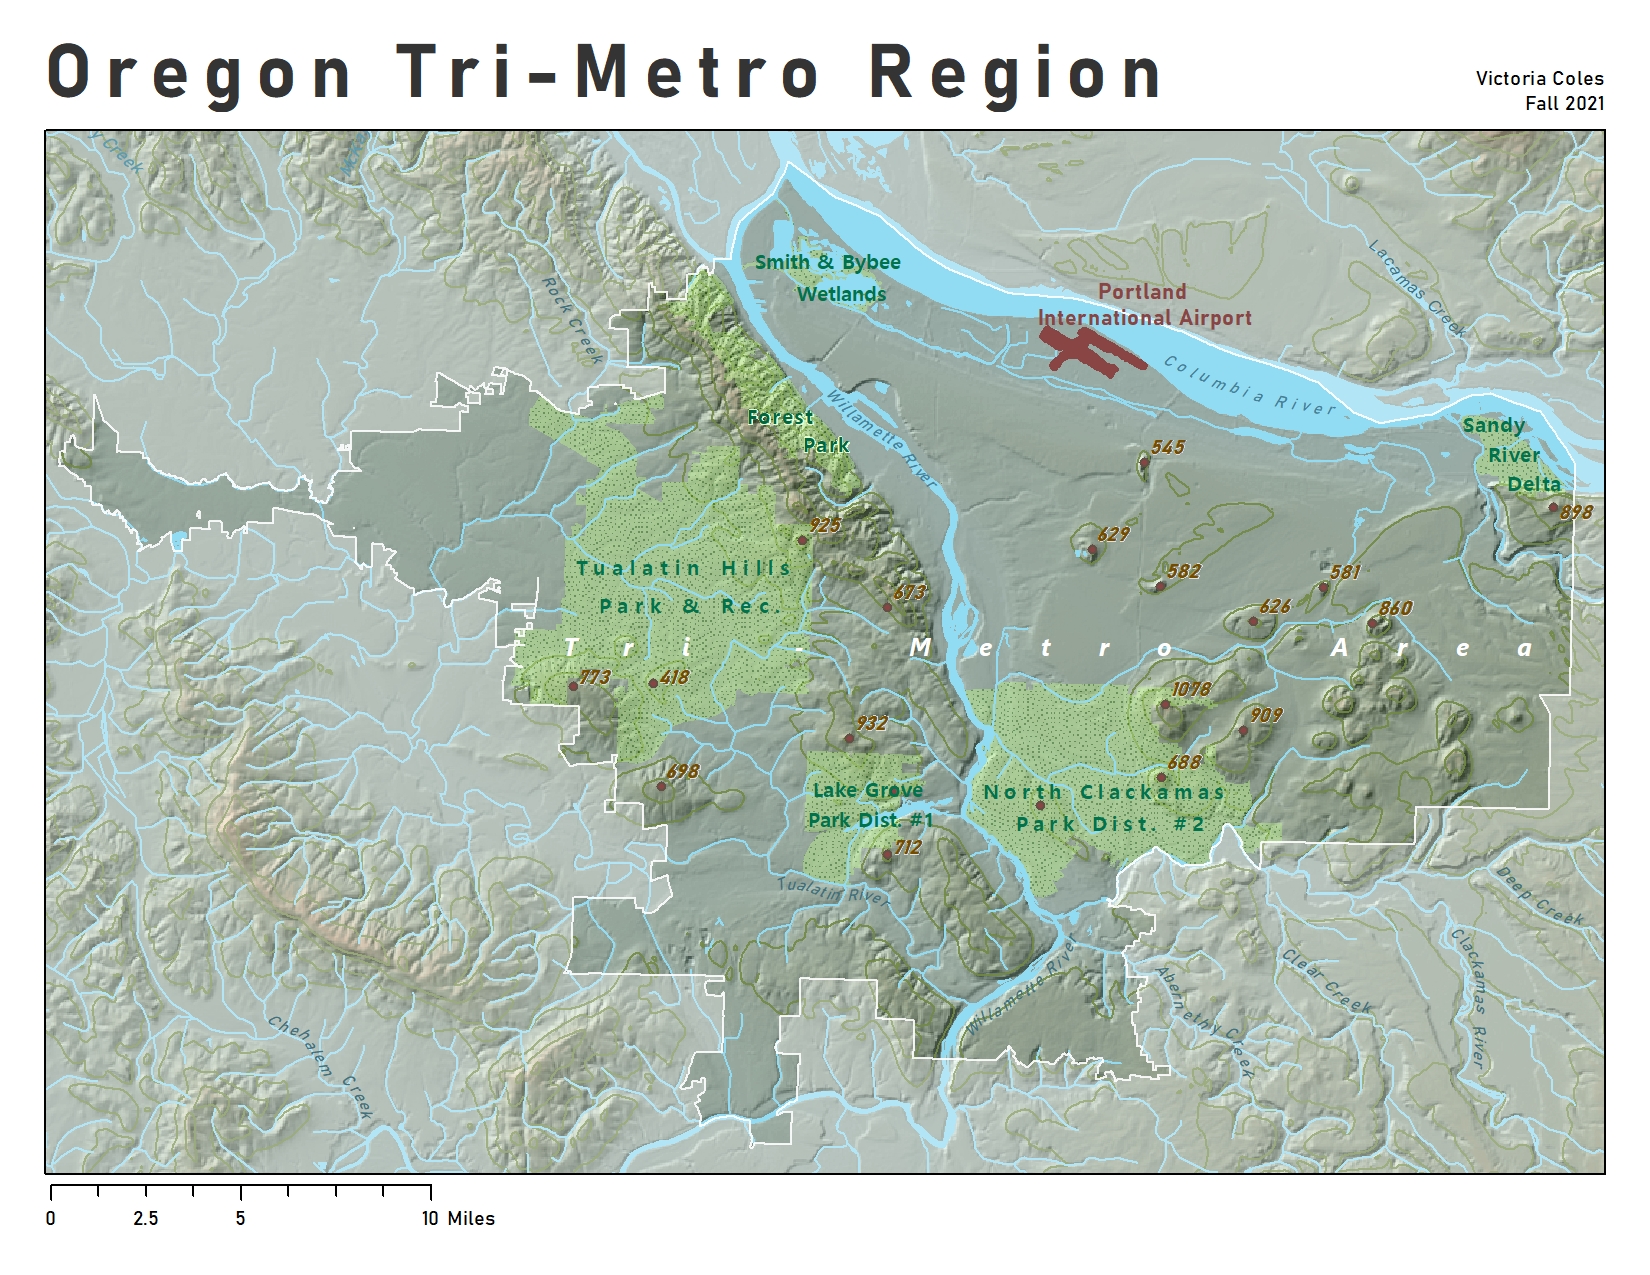 Oregon Tri-Metro Region
Victoria Coles
Fall 2021
Creek
Smith & Bybee
Wetlands
Lacamas Creek
Rock Creek
Portland
International Airport
Columbia River
Willamette River
Forest
Park
Sandy
River
Delta
545
898
925
629
Tualatin Hills
Park & Rec.
582
581
673
626
860
Tri-Metro Area
773
418
1078
932
909
698
688
Lake Grove
Park Dist. #1
North Clackamas
Park Dist. #2
712
Tualatin River
Deep Creek
Willamette River
Abernethy Creek
Clear Creek
Clackamas River
Chehalem Creek
0 2.5 5 10 Miles